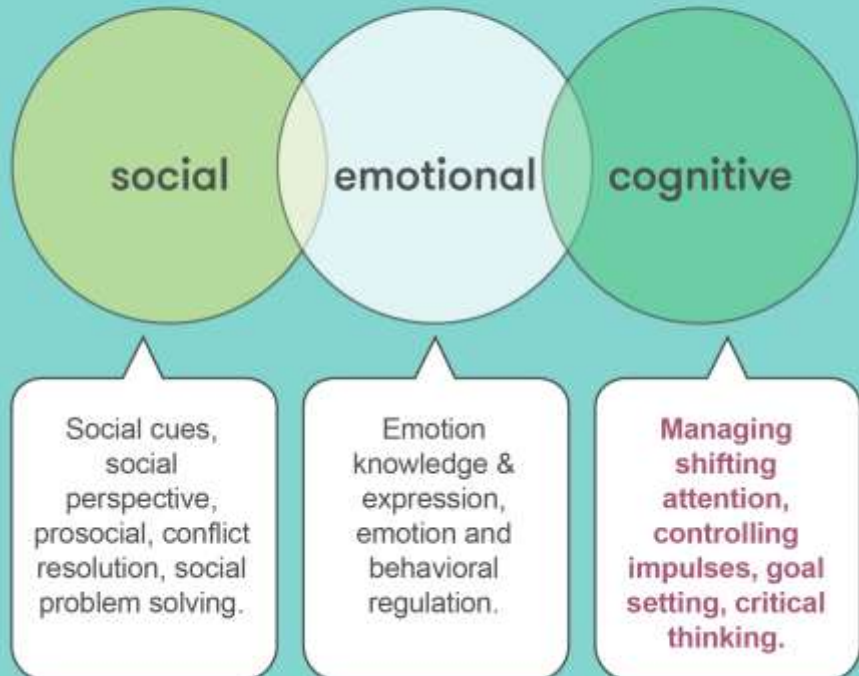 social
emotional
cognitive
Social cues,
social
perspective,
prosocial, conflict
resolution, social
problem solving.
Emotion
knowledge &
expression,
emotion and
behavioral
regulation.
Managing
shifting
attention,
controlling
impulses, goal
setting, critical
thinking.